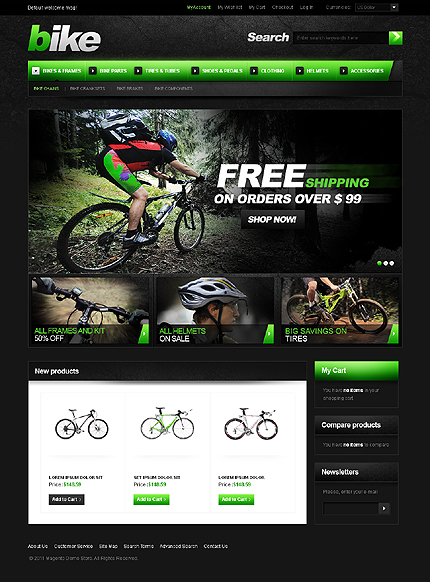 Default welcome msg!
My Account My Wishlist My Cart Checkout Log In Currencies: US Dollar
bike
Search Enter search keywords here
BIKES & FRAMES BIKE PARTS TIRES & TUBES SHOES & PEDALS CLOTHING HELMETS ACCESSORIES
BIKE CHAINS BIKE CRANKSETS BIKE BRAKES BIKE COMPONENTS
FREE SHIPPING
ON ORDERS OVER $ 99
SHOP NOW!
ALL FRAMES AND KIT
50% OFF
ALL HELMETS
ON SALE
BIG SAVINGS ON
TIRES
New products
LOREM IPSUM DOLOR SIT
Price: $148.59
Add to Cart
SET IPSUM DOLOR
Price: $148.59
Add to Cart
LOREM IPSUM DOLOR
Price: $148.59
Add to Cart
My Cart
You have no items in your
shopping cart.
Compare products
You have no items to compare.
Newsletters
Please, enter your e-mail
About Us Customer Service Site Map Search Terms Advanced Search Contact Us
© 2011 Magento Demo Store. All Rights Reserved.